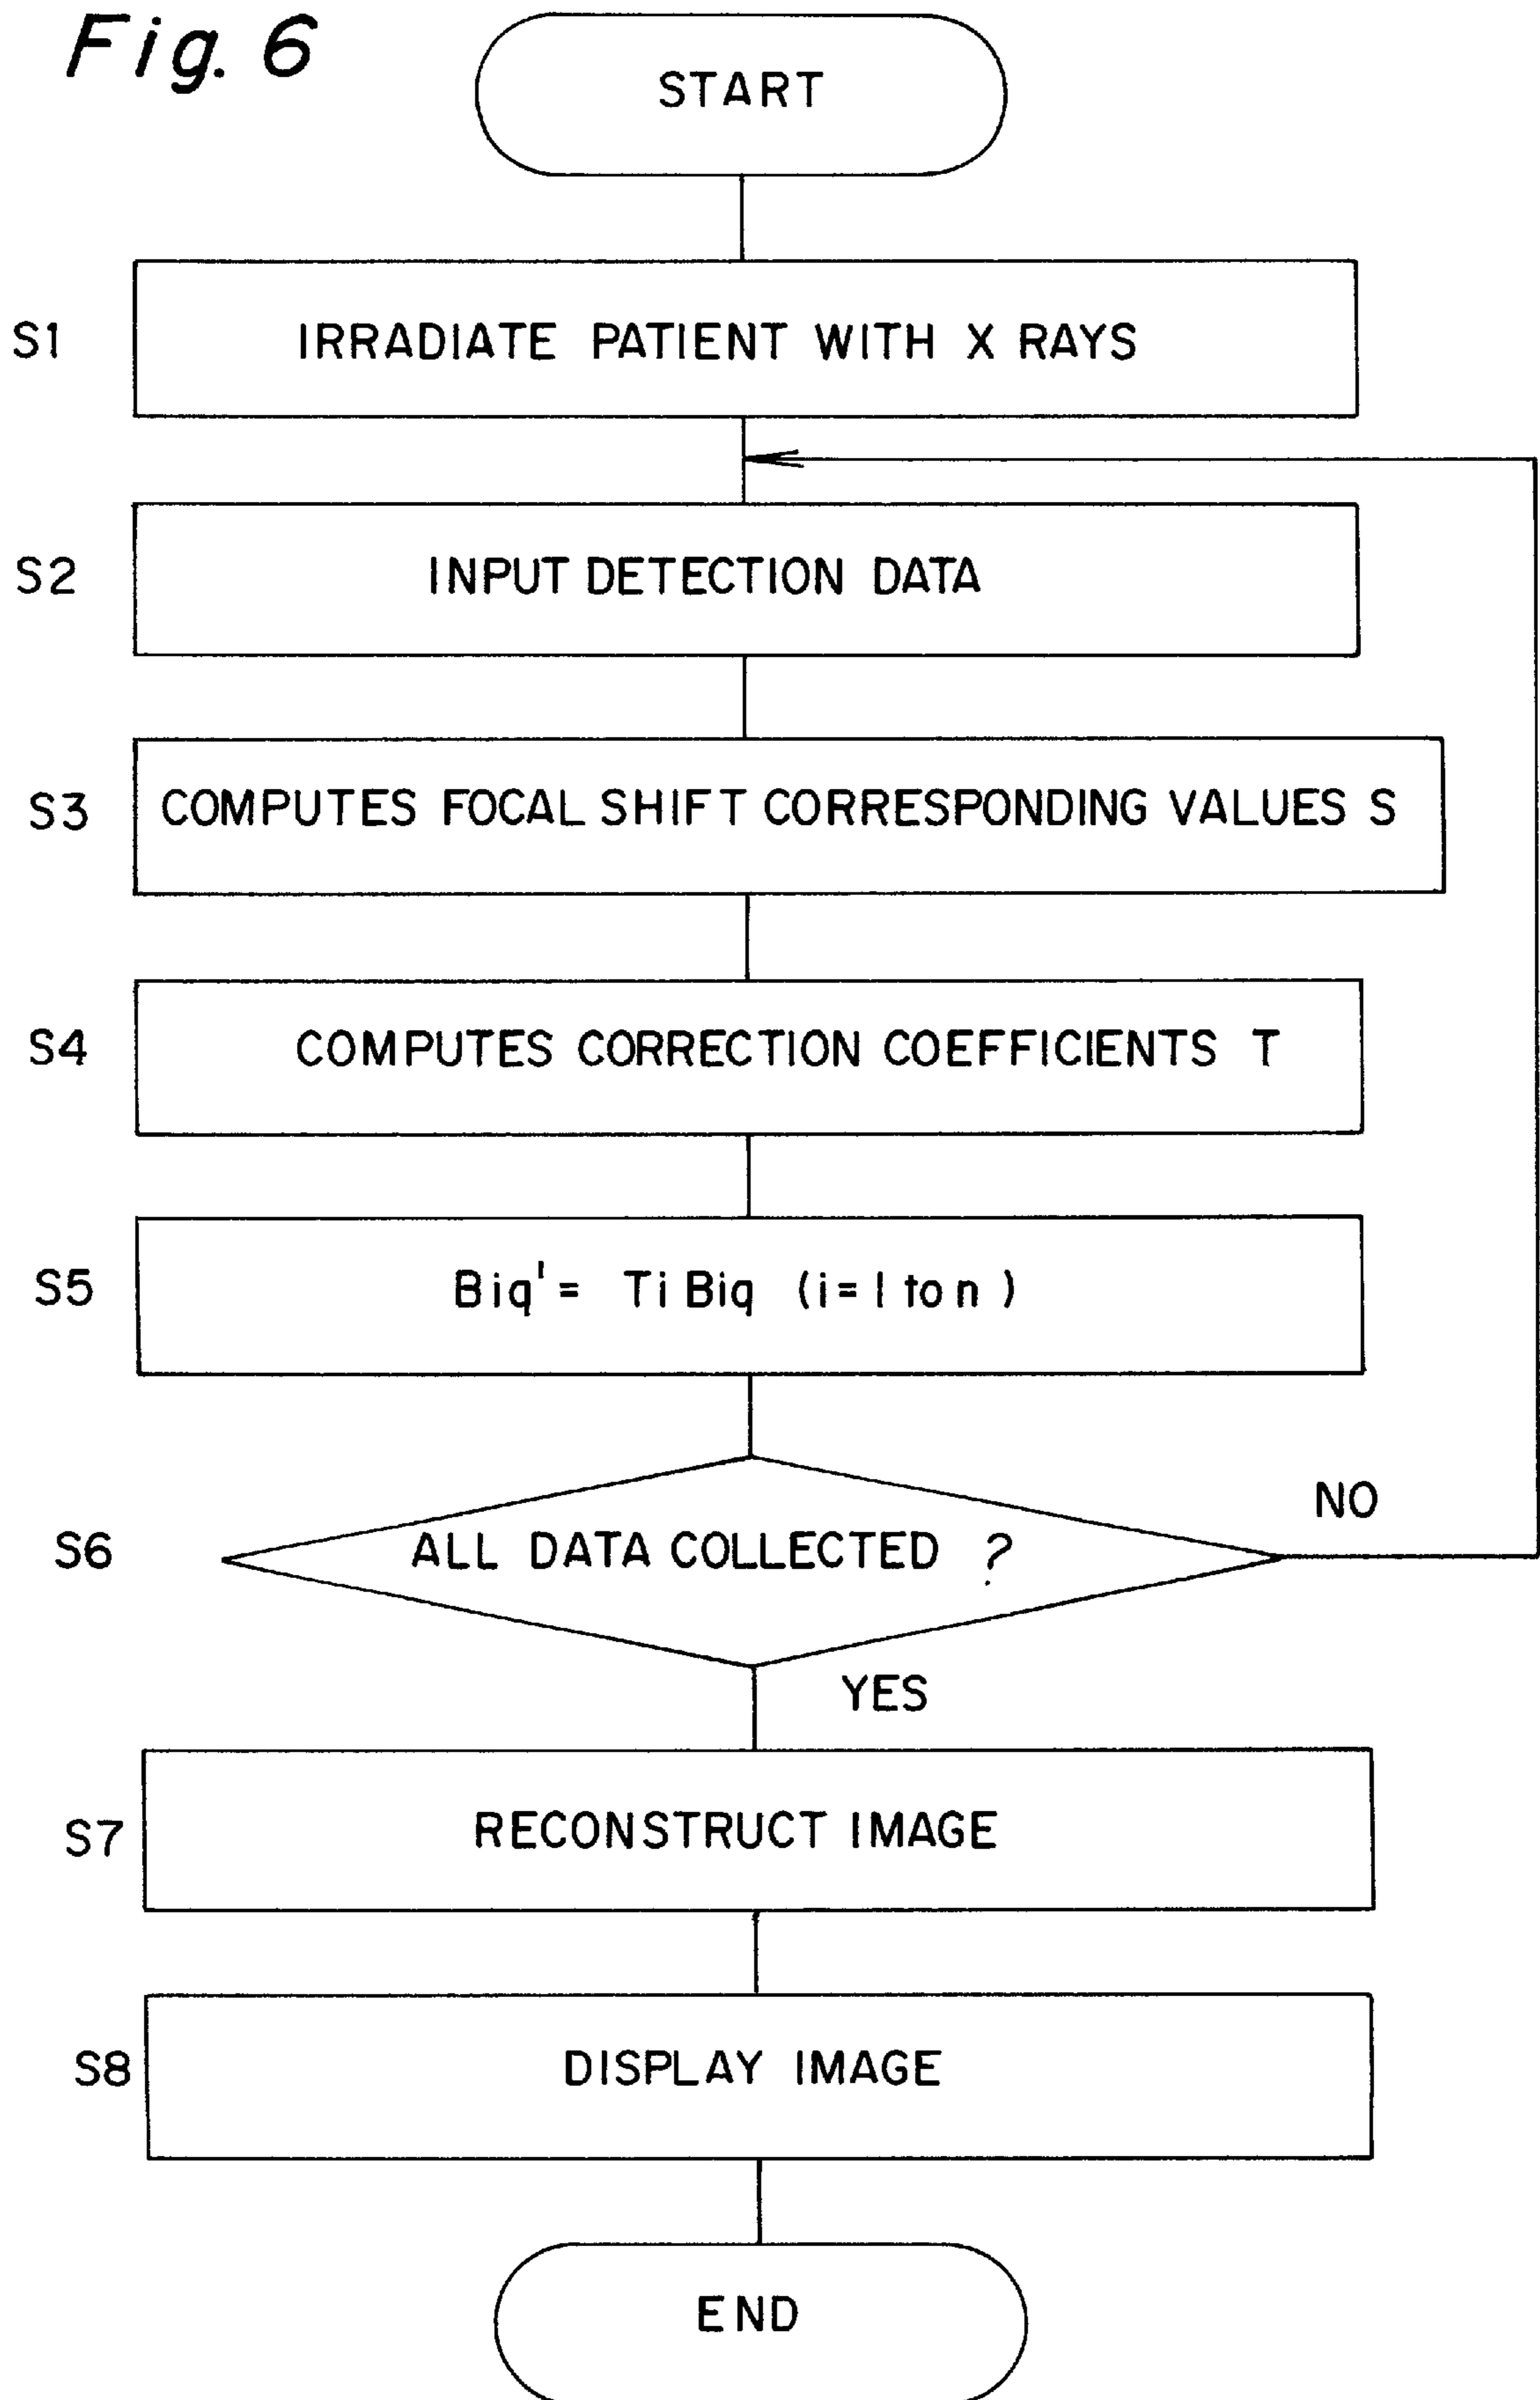 Fig. 6
START
S1
IRRADIATE PATIENT WITH X RAYS
S2
INPUT DETECTION DATA
S3
COMPUTES FOCAL SHIFT CORRESPONDING VALUES S
S4
COMPUTES CORRECTION COEFFICIENTS T
S5
Biq' = Ti Biq (i = 1 to n)
S6
ALL DATA COLLECTED ?
NO
YES
S7
RECONSTRUCT IMAGE
S8
DISPLAY IMAGE
END